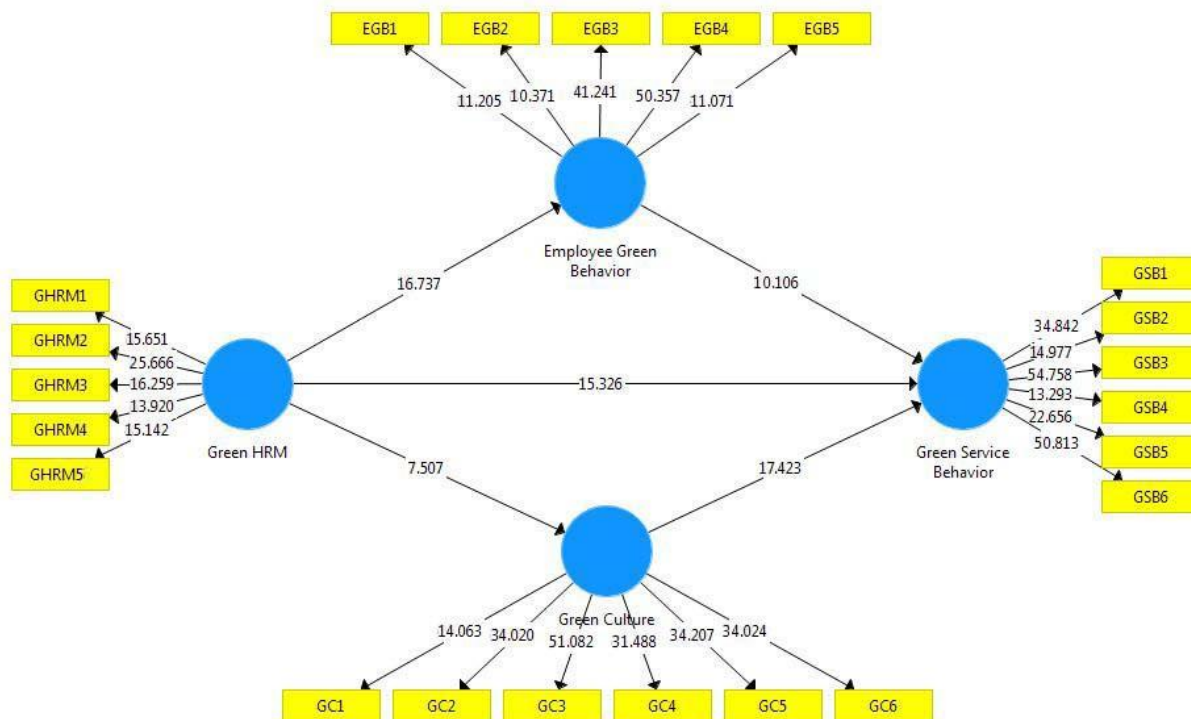 EGB1 EGB2 EGB3 EGB4 EGB5
11.205 10.371 41.241 50.357 11.071
Employee Green
Behavior
16.737
10.106
GHRM1
GHRM2
GHRM3
GHRM4
GHRM5
15.651
25.666
16.259
13.920
15.142
Green HRM
15.326
GSB1
GSB2
GSB3
GSB4
GSB5
GSB6
34.842
14.977
54.758
13.293
22.656
50.813
Green Service
Behavior
7.507
17.423
Green Culture
14.063 34.020 51.082 31.488 34.207 34.024
GC1 GC2 GC3 GC4 GC5 GC6